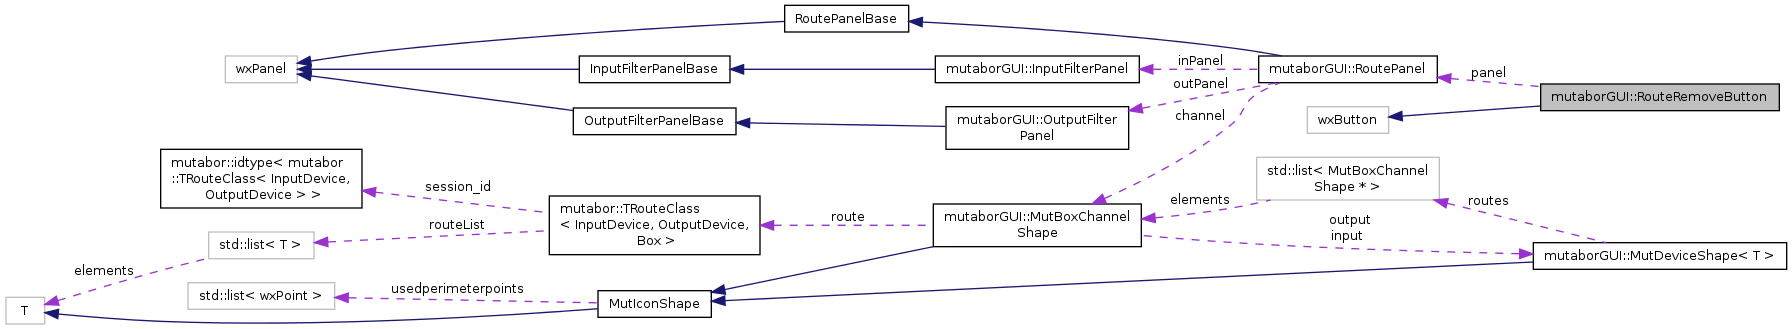 RoutePanelBase
wxPanel
InputFilterPanelBase
mutaborGUI::InputFilterPanel
inPanel
mutaborGUI::RoutePanel
panel
outPanel
mutaborGUI::RouteRemoveButton
OutputFilterPanelBase
mutaborGUI::OutputFilter
Panel
channel
wxButton
mutabor::idtype< mutabor
::TRouteClass< InputDevice,
OutputDevice > >
session_id
mutabor::TRouteClass
< InputDevice, OutputDevice,
Box >
route
mutaborGUI::MutBoxChannel
Shape
elements
std::list< MutBoxChannel
Shape * >
routes
routeList
std::list< T >
output
input
mutaborGUI::MutDeviceShape< T >
elements
usedperimeterpoints
std::list< wxPoint >
MutIconShape
T